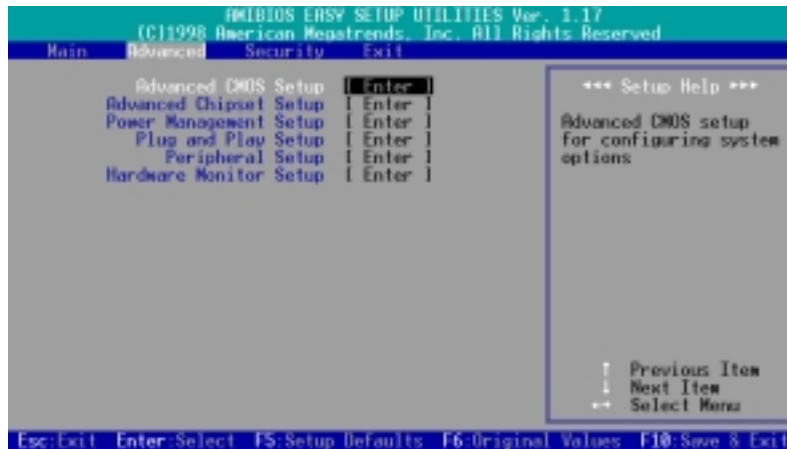 AMIBIOS EASY SETUP UTILITIES Ver. 1.17
(C)1998 American Megatrends, Inc. All Rights Reserved
Main Advanced Security Exit
Advanced CMOS Setup [ Enter ]
Advanced Chipset Setup [ Enter ]
Power Management Setup [ Enter ]
Plug and Play Setup [ Enter ]
Peripheral Setup [ Enter ]
Hardware Monitor Setup [ Enter ]
*** Setup Help ***
Advanced CMOS setup
for configuring system
options
↑ Previous Item
↓ Next Item
↔ Select Menu
Esc:Exit Enter:Select F5:Setup Defaults F6:Original Values F10:Save & Exit